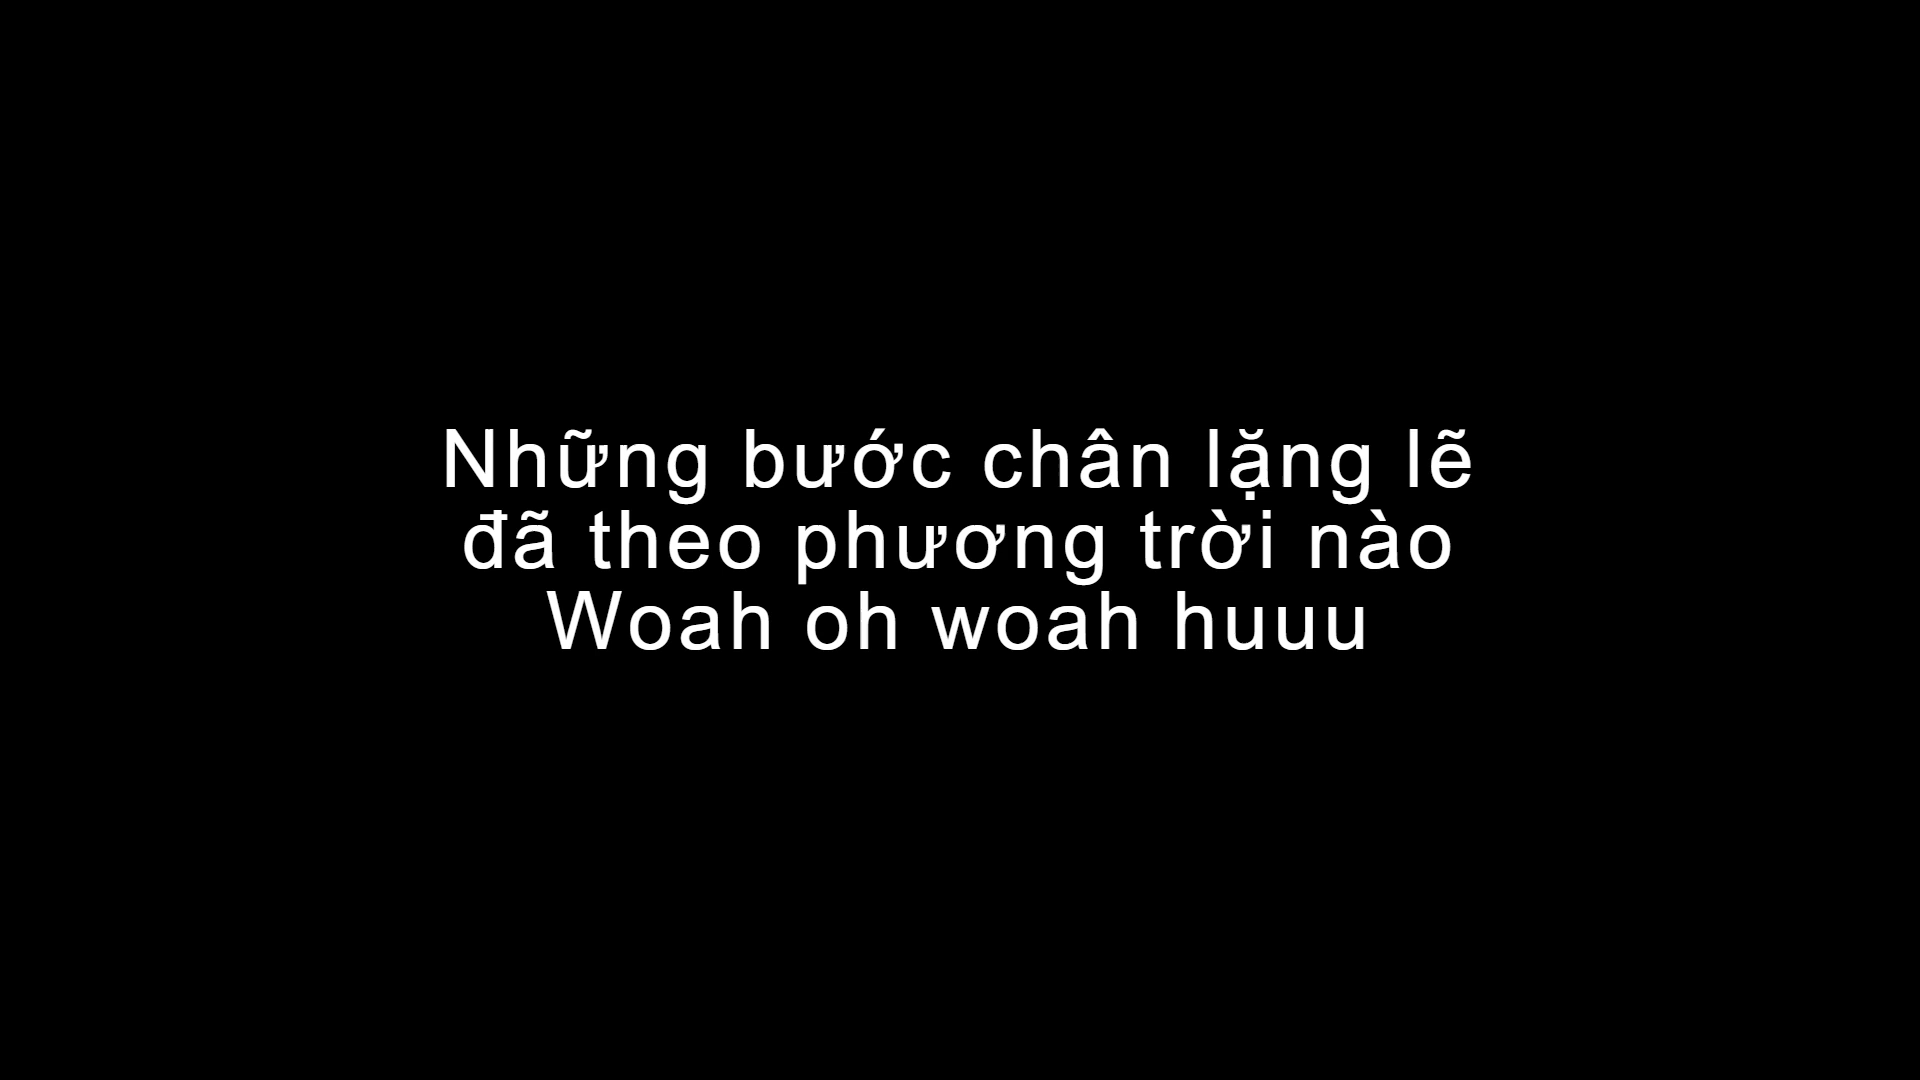 Những bước chân lặng lẽ
đã theo phương trời nào
Woah oh woah huuu